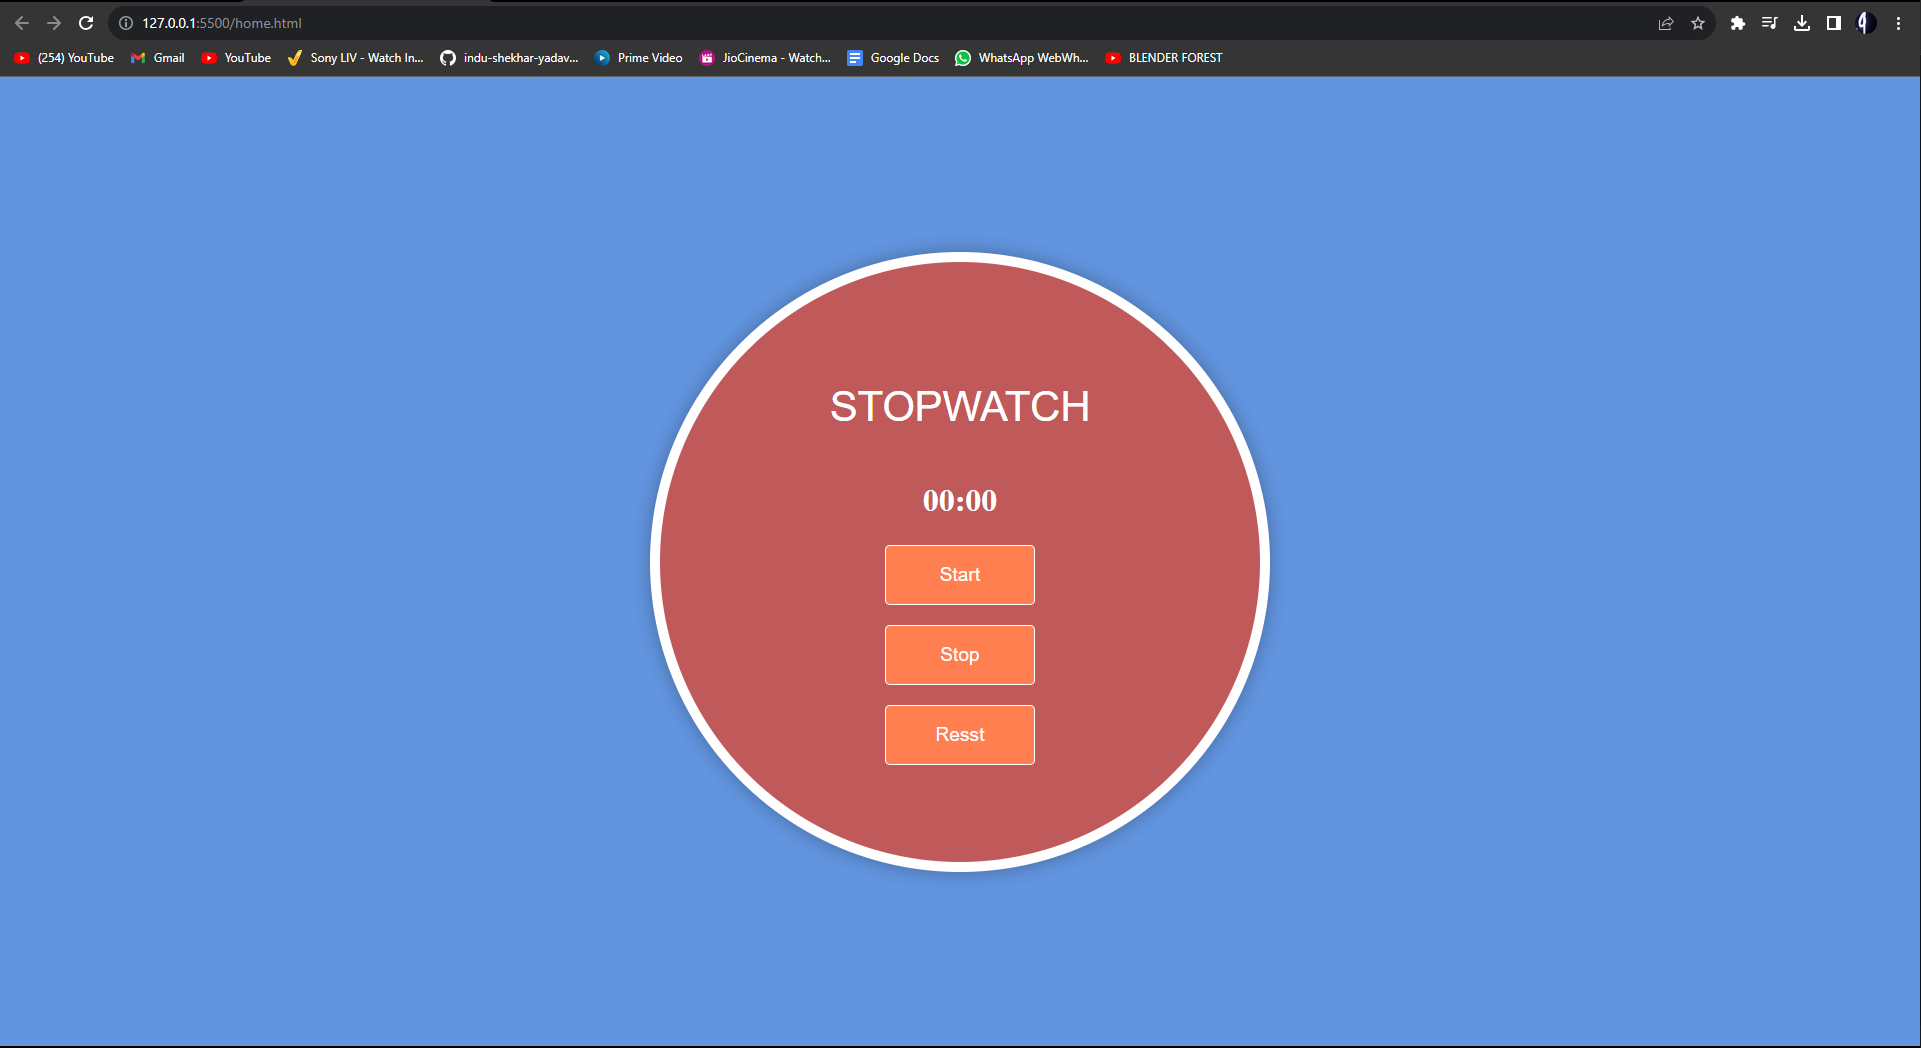 127.0.0.1:5500/home.html
(254) YouTube Gmail YouTube Sony LIV - Watch In... indu-shekhar-yadav... Prime Video JioCinema - Watch... Google Docs WhatsApp WebWh... BLENDER FOREST
STOPWATCH
00:00
Start
Stop
Resst